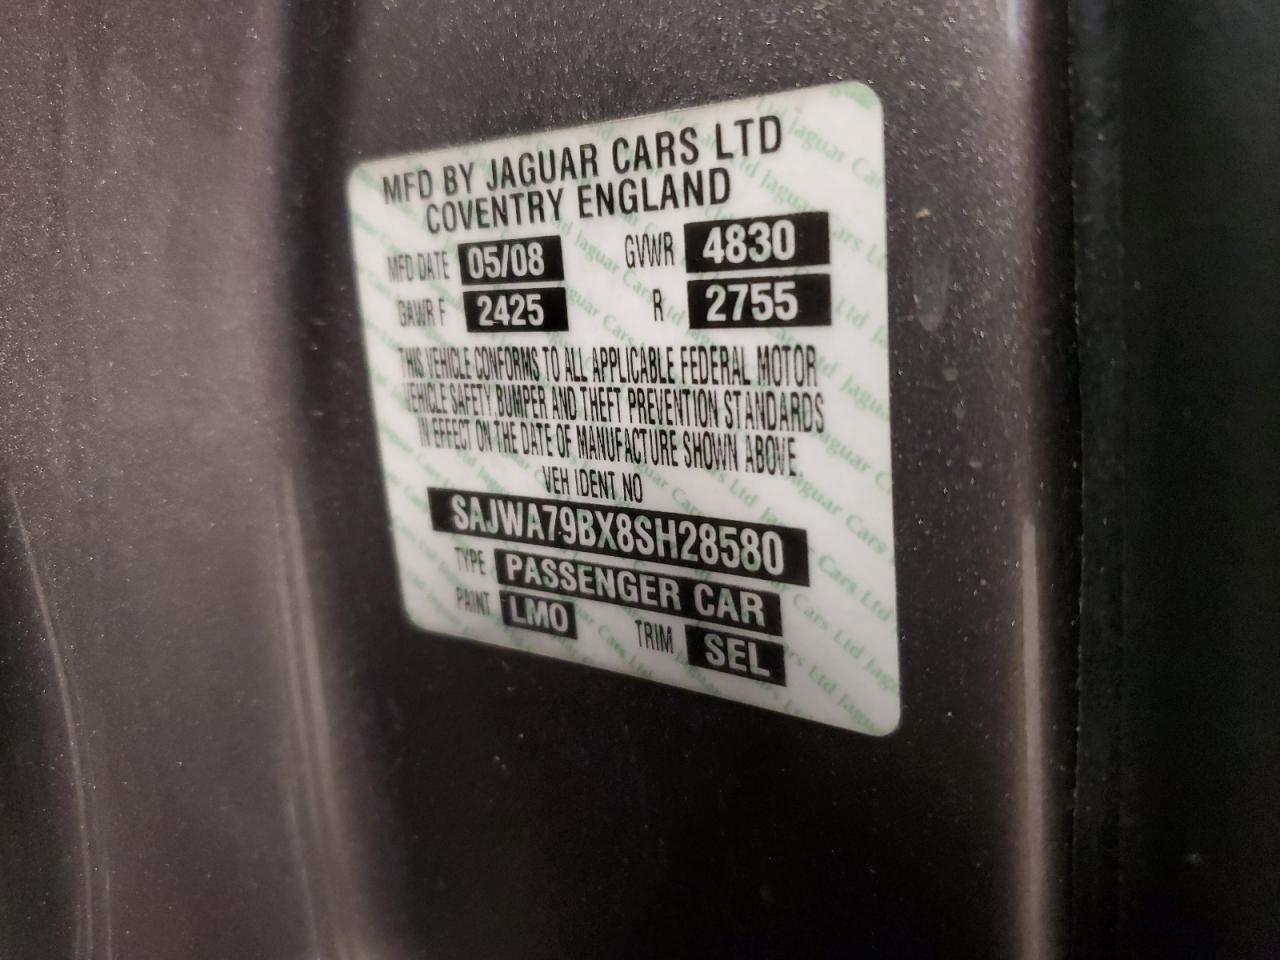 MFD BY JAGUAR CARS LTD
COVENTRY ENGLAND
MFD DATE 05/08 GVWR 4830
GAWR F 2425 R 2755
THIS VEHICLE CONFORMS TO ALL APPLICABLE FEDERAL MOTOR
VEHICLE SAFETY, BUMPER AND THEFT PREVENTION STANDARDS
IN EFFECT ON THE DATE OF MANUFACTURE SHOWN ABOVE.
VEH IDENT NO
SAJWA79BX8SH28580
TYPE PASSENGER CAR
PAINT LMO TRIM SEL